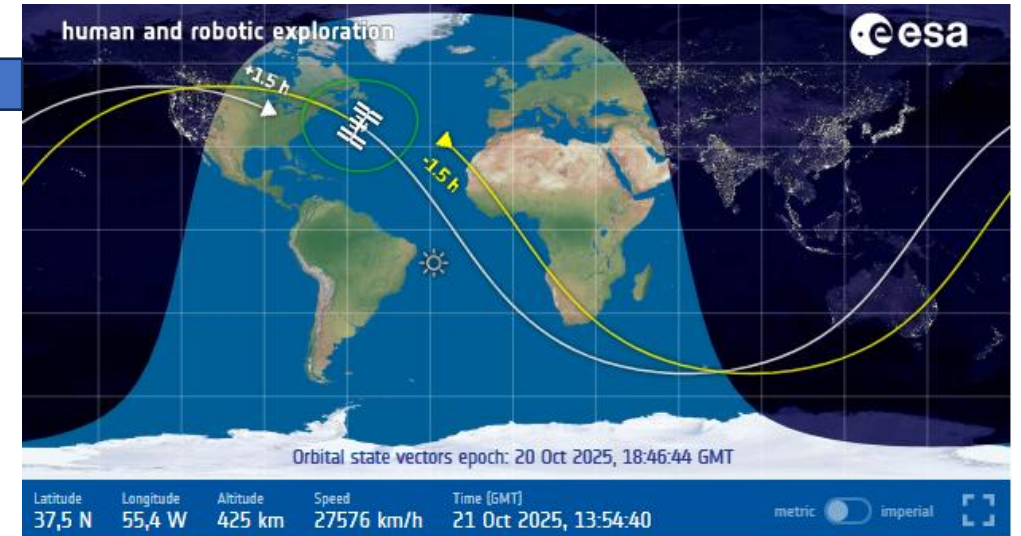 human and robotic exploration
esa
+1.5 h
-1.5 h
Orbital state vectors epoch: 20 Oct 2025, 18:46:44 GMT
Latitude Longitude Altitude Speed Time (GMT)
37,5 N 55,4 W 425 km 27576 km/h 21 Oct 2025, 13:54:40
metric imperial